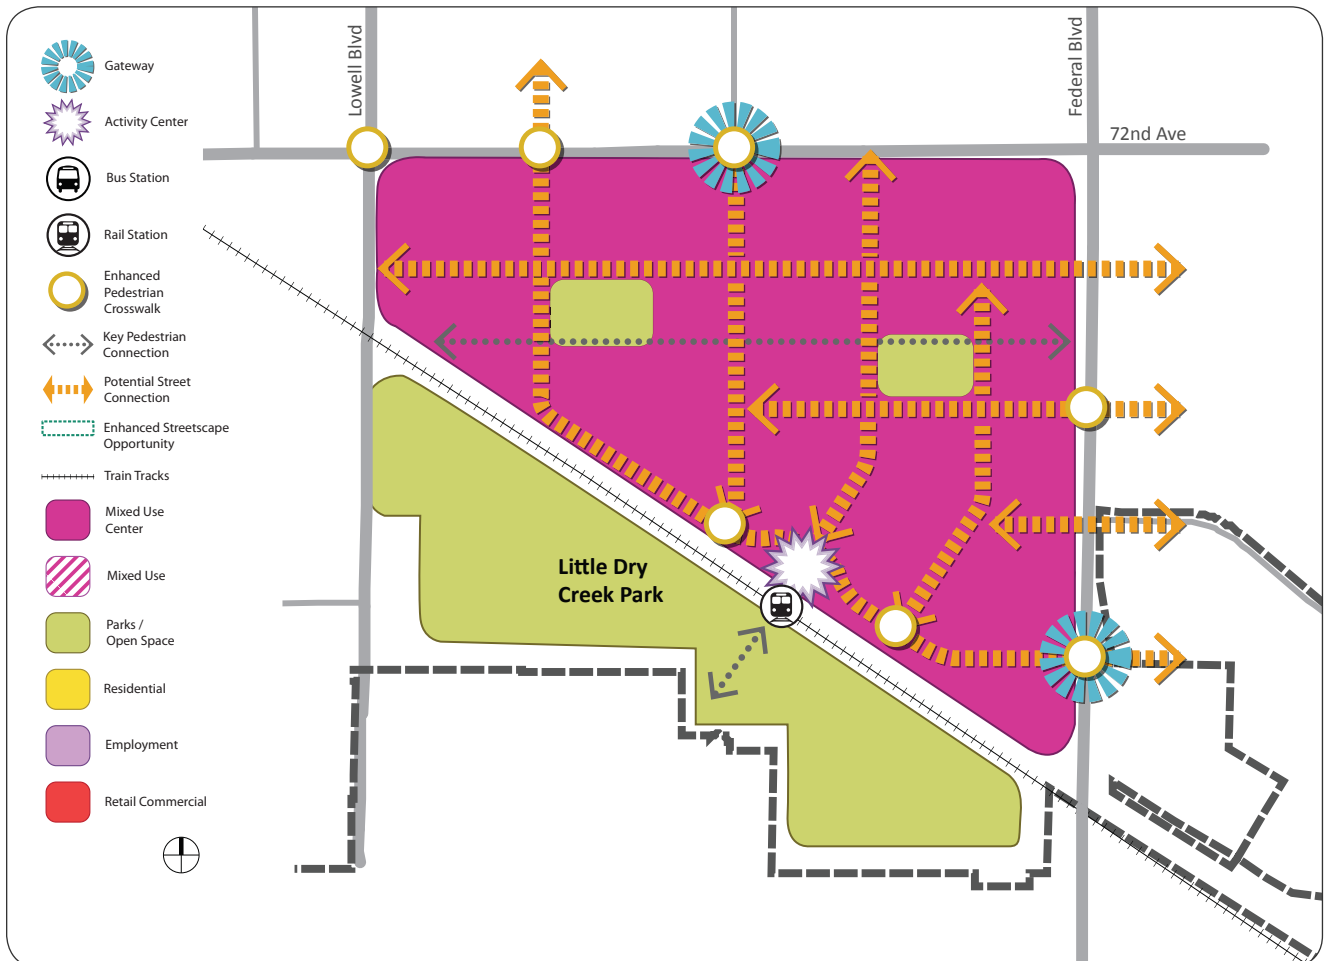 Gateway
Activity Center
Bus Station
Rail Station
Enhanced
Pedestrian
Crosswalk
Key Pedestrian
Connection
Potential Street
Connection
Enhanced Streetscape
Opportunity
Train Tracks
Mixed Use
Center
Mixed Use
Parks /
Open Space
Residential
Employment
Retail Commercial
Lowell Blvd
Federal Blvd
72nd Ave
Little Dry
Creek Park